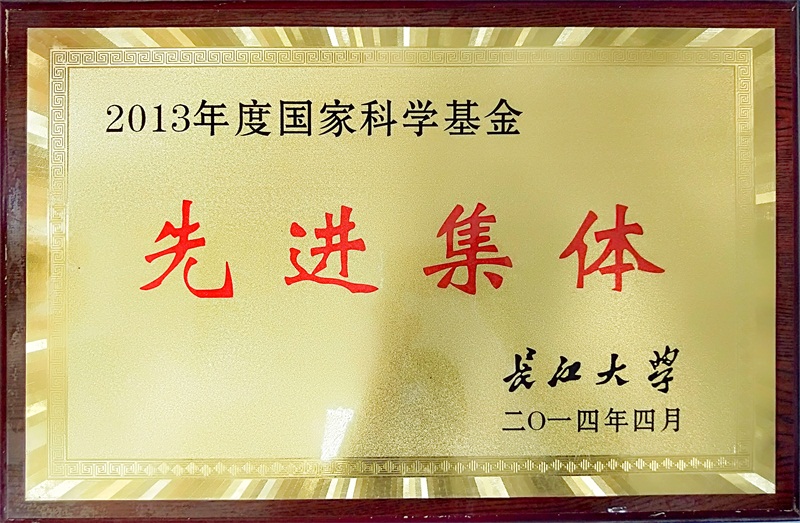 2013年度国家科学基金
先进集体
长江大学
二〇一四年四月